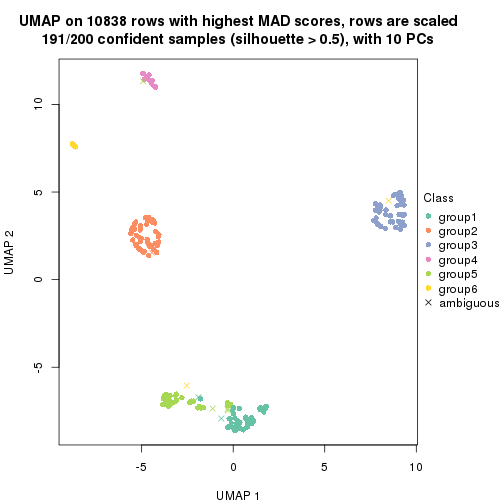 UMAP on 10838 rows with highest MAD scores, rows are scaled
191/200 confident samples (silhouette > 0.5), with 10 PCs
10
5
0
-5
UMAP 2
-5
0
5
10
UMAP 1
Class
group1
group2
group3
group4
group5
group6
ambiguous